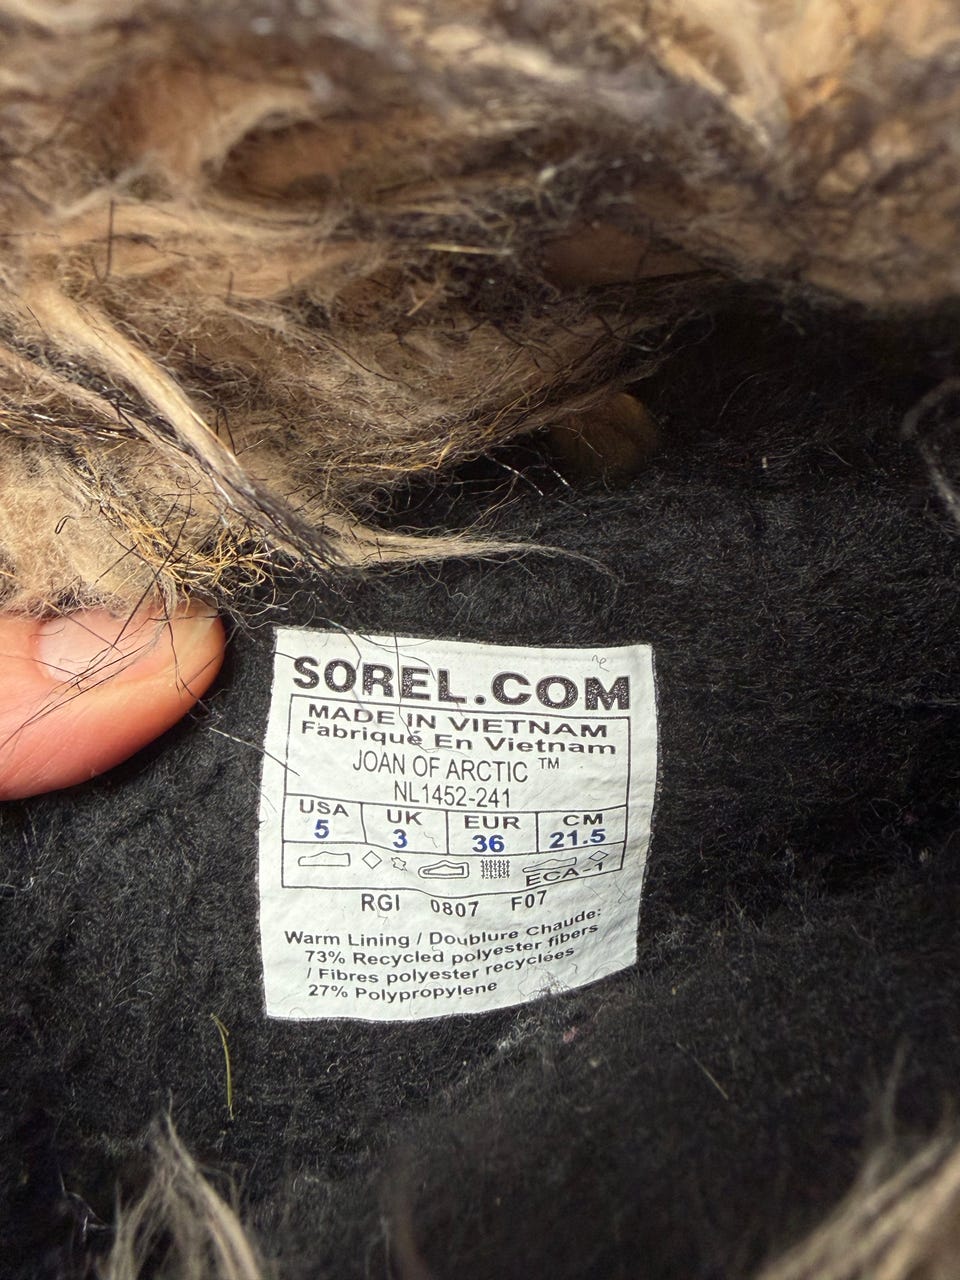 SOREL.COM
MADE IN VIETNAM
Fabriqué En Vietnam
JOAN OF ARCTIC ™
NL1452-241
USA UK EUR CM
5 3 36 21.5
ECA-1
RGI 0807 F07
Warm Lining / Doublure Chaude:
73% Recycled polyester fibers
/ Fibres polyester recyclées
27% Polypropylene